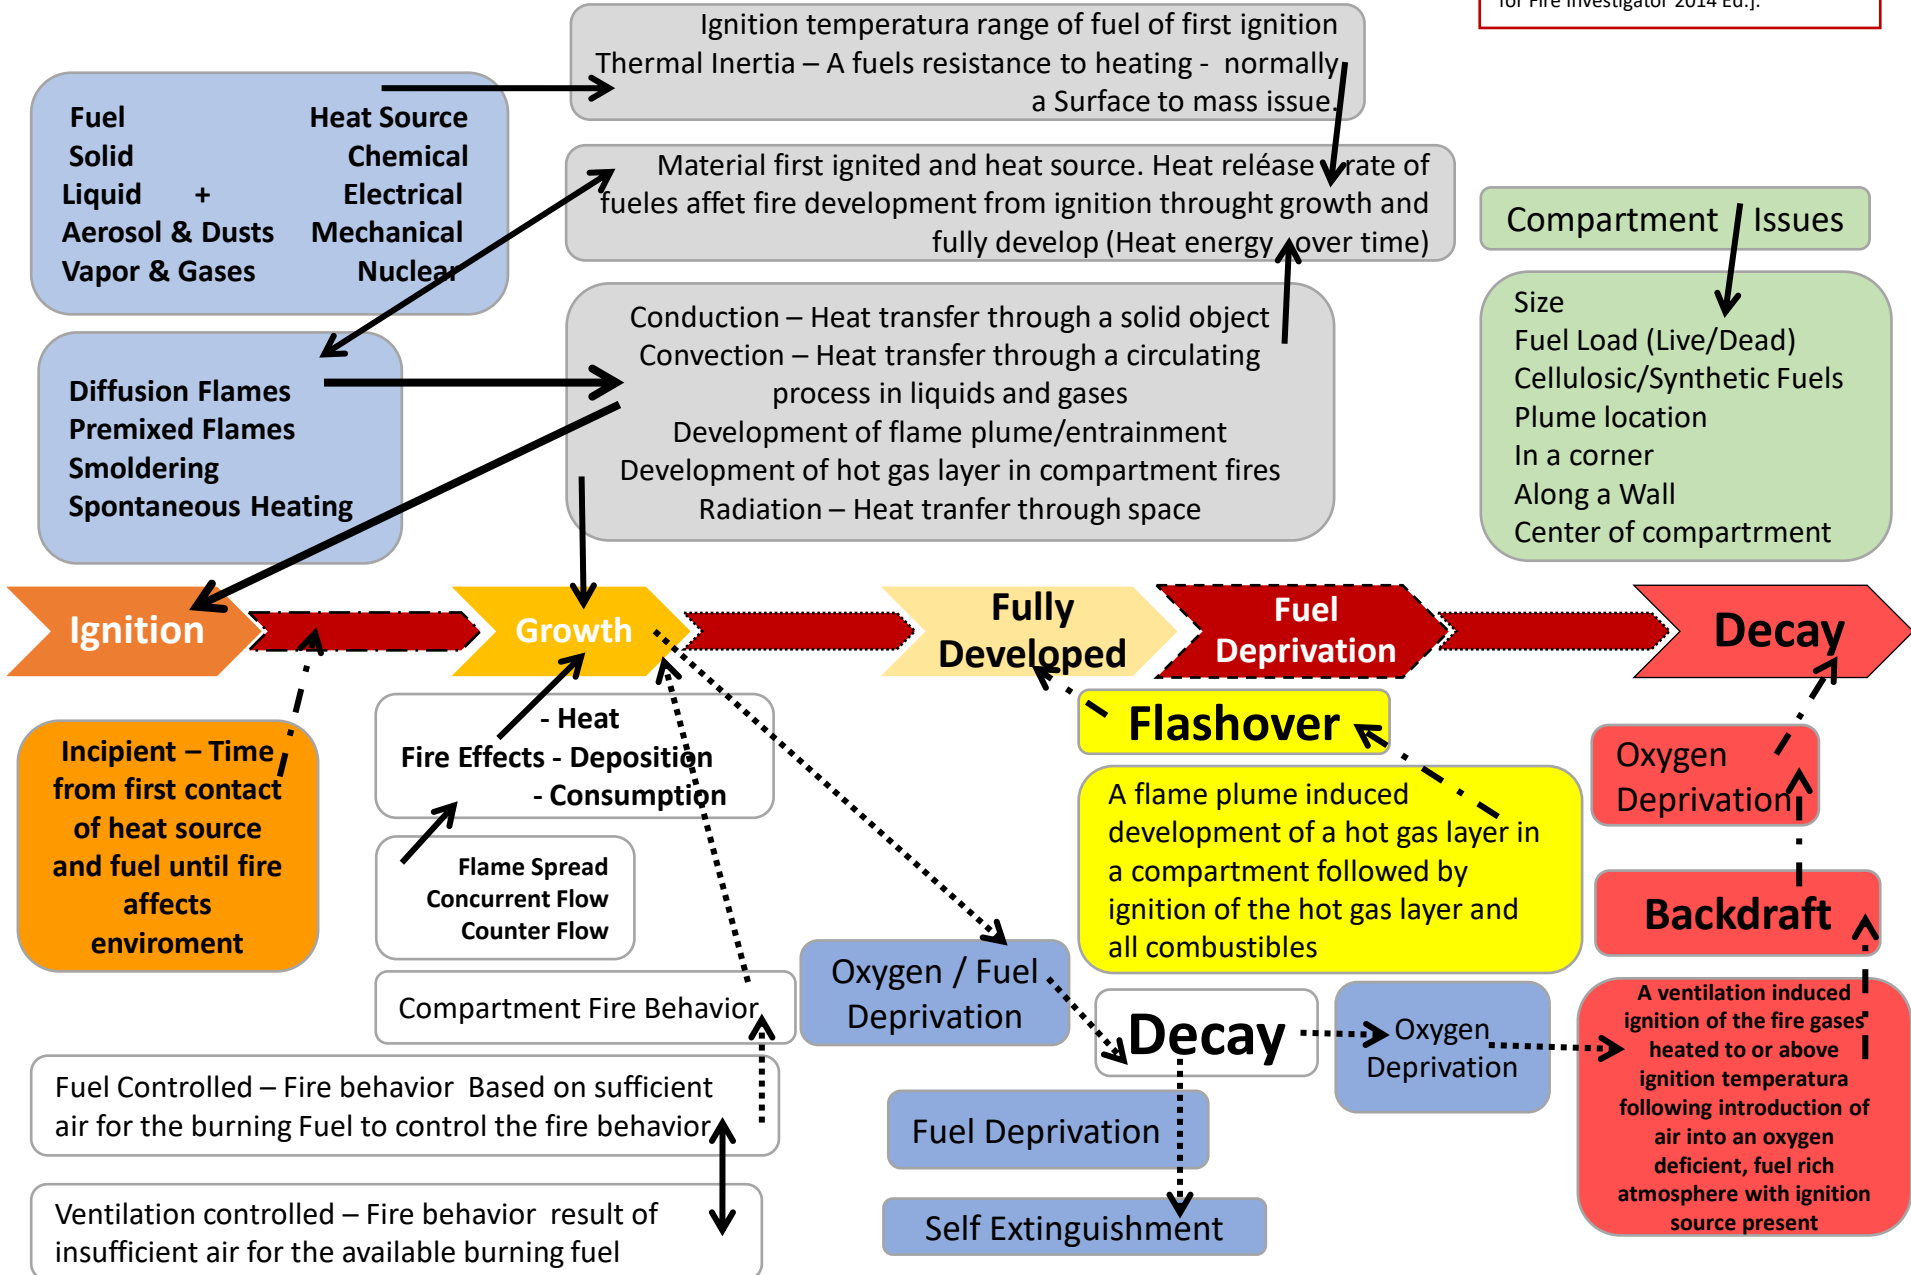 for Fire Investigator 2014 Ed.].
Ignition temperatura range of fuel of first ignition
Thermal Inertia – A fuels resistance to heating - normally
a Surface to mass issue.
Fuel Heat Source
Solid Chemical
Liquid + Electrical
Aerosol & Dusts Mechanical
Vapor & Gases Nuclear
Material first ignited and heat source. Heat reléase rate of
fueles affet fire development from ignition throught growth and
fully develop (Heat energy over time)
Compartment Issues
Size
Fuel Load (Live/Dead)
Cellulosic/Synthetic Fuels
Plume location
In a corner
Along a Wall
Center of compartrment
Conduction – Heat transfer through a solid object
Convection – Heat transfer through a circulating
process in liquids and gases
Development of flame plume/entrainment
Development of hot gas layer in compartment fires
Radiation – Heat tranfer through space
Diffusion Flames
Premixed Flames
Smoldering
Spontaneous Heating
Ignition
Growth
Fully
Developed
Fuel
Deprivation
Decay
Incipient – Time
from first contact
of heat source
and fuel until fire
affects
enviroment
- Heat
Fire Effects - Deposition
- Consumption
Flame Spread
Concurrent Flow
Counter Flow
Compartment Fire Behavior
Fuel Controlled – Fire behavior Based on sufficient
air for the burning Fuel to control the fire behavior
Ventilation controlled – Fire behavior result of
insufficient air for the available burning fuel
Flashover
A flame plume induced
development of a hot gas layer in
a compartment followed by
ignition of the hot gas layer and
all combustibles
Oxygen / Fuel
Deprivation
Decay
Oxygen
Deprivation
Fuel Deprivation
Self Extinguishment
Oxygen
Deprivation
Backdraft
A ventilation induced
ignition of the fire gases
heated to or above
ignition temperatura
following introduction of
air into an oxygen
deficient, fuel rich
atmosphere with ignition
source present